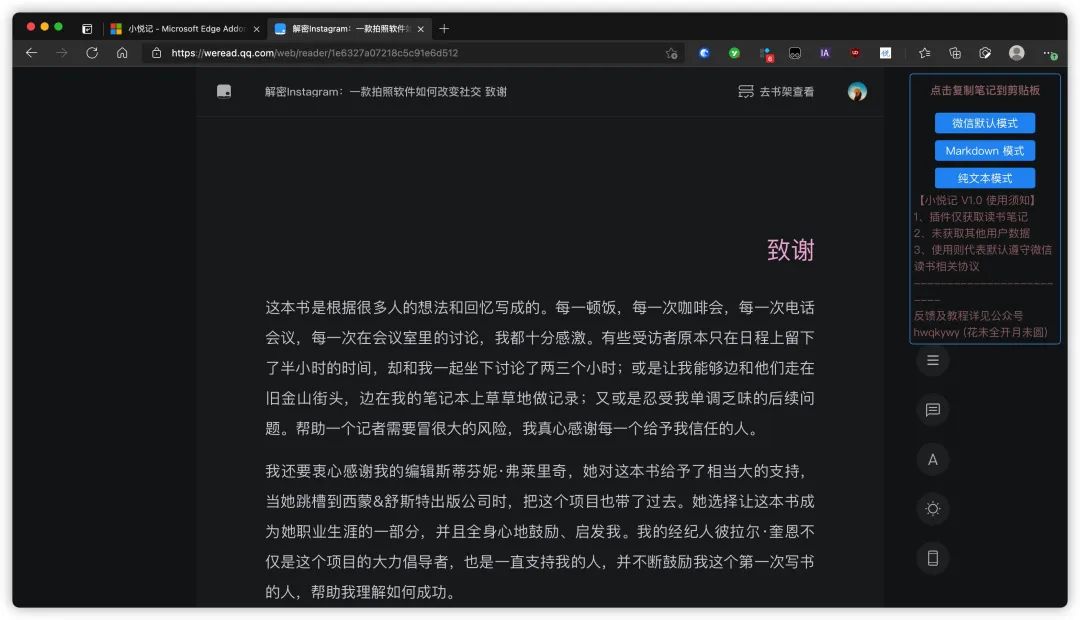 小悦记 - Microsoft Edge Addon
解密Instagram：一款拍照软件如
https://weread.qq.com/web/reader/1e6327a07218c5c91e6d512
解密Instagram：一款拍照软件如何改变社交 致谢
去书架查看
点击复制笔记到剪贴板
微信默认模式
Markdown 模式
纯文本模式
【小悦记 V1.0 使用须知】
1、插件仅获取读书笔记
2、未获取其他用户数据
3、使用则代表默认遵守微信
读书相关协议
反馈及教程详见公众号
hwqkywy (花未全开月未圆)
致谢
这本书是根据很多人的想法和回忆写成的。每一顿饭，每一次咖啡会，每一次电话
会议，每一次在会议室里的讨论，我都十分感激。有些受访者原本只在日程上留下
了半小时的时间，却和我一起坐下讨论了两三个小时；或是让我能够边和他们走在
旧金山街头，边在我的笔记本上草草地做记录；又或是忍受我单调乏味的后续问
题。帮助一个记者需要冒很大的风险，我真心感谢每一个给予我信任的人。
我还要衷心感谢我的编辑斯蒂芬妮·弗莱里奇，她对这本书给予了相当大的支持，
当她跳槽到西蒙&舒斯特出版公司时，把这个项目也带了过去。她选择让这本书成
为她职业生涯的一部分，并且全身心地鼓励、启发我。我的经纪人彼拉尔·奎恩不
仅是这个项目的大力倡导者，也是一直支持我的人，并不断鼓励我这个第一次写书
的人，帮助我理解如何成功。